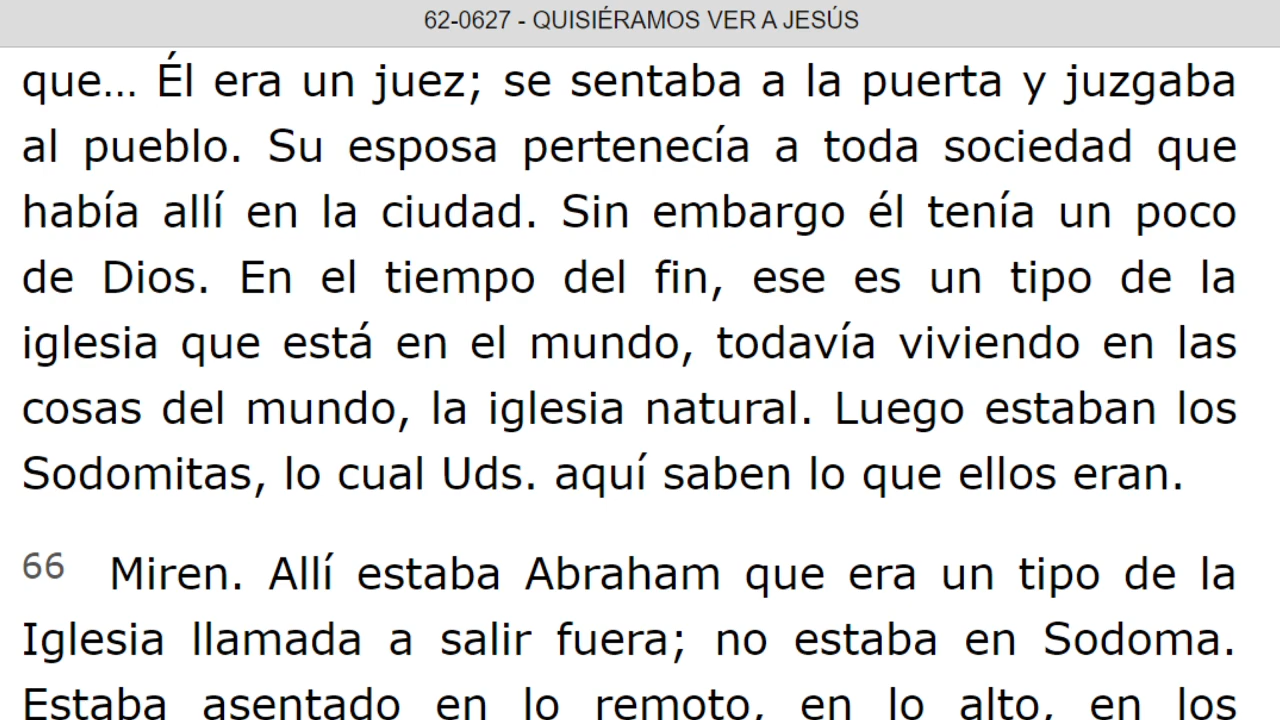 62-0627 - QUISIÉRAMOS VER A JESÚS
que… Él era un juez; se sentaba a la puerta y juzgaba
al pueblo. Su esposa pertenecía a toda sociedad que
había allí en la ciudad. Sin embargo él tenía un poco
de Dios. En el tiempo del fin, ese es un tipo de la
iglesia que está en el mundo, todavía viviendo en las
cosas del mundo, la iglesia natural. Luego estaban los
Sodomitas, lo cual Uds. aquí saben lo que ellos eran.
66 Miren. Allí estaba Abraham que era un tipo de la
Iglesia llamada a salir fuera; no estaba en Sodoma.
Estaba asentado en lo remoto, en lo alto, en los